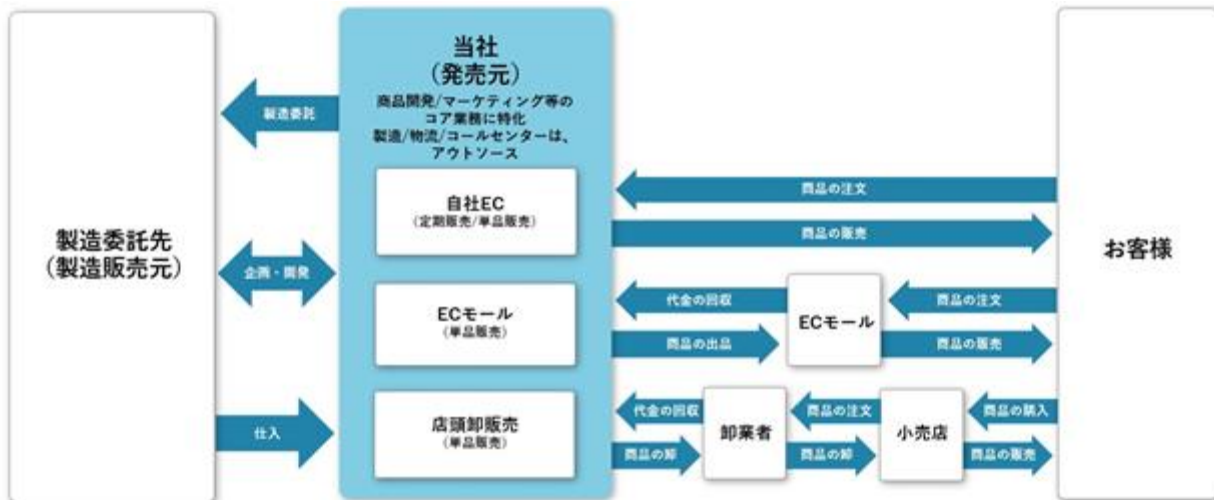 当社
(発売元)
商品開発/マーケティング等の
コア業務に特化
製造/物流/コールセンターは、
アウトソース
製造委託
自社EC
(定期販売/単品販売)
商品の注文
商品の販売
製造委託先
(製造販売元)
お客様
企画・開発
ECモール
(単品販売)
代金の回収
商品の出品
ECモール
商品の注文
商品の販売
仕入
店頭卸販売
(単品販売)
代金の回収
商品の卸
卸業者
商品の注文
商品の卸
小売店
商品の購入
商品の販売